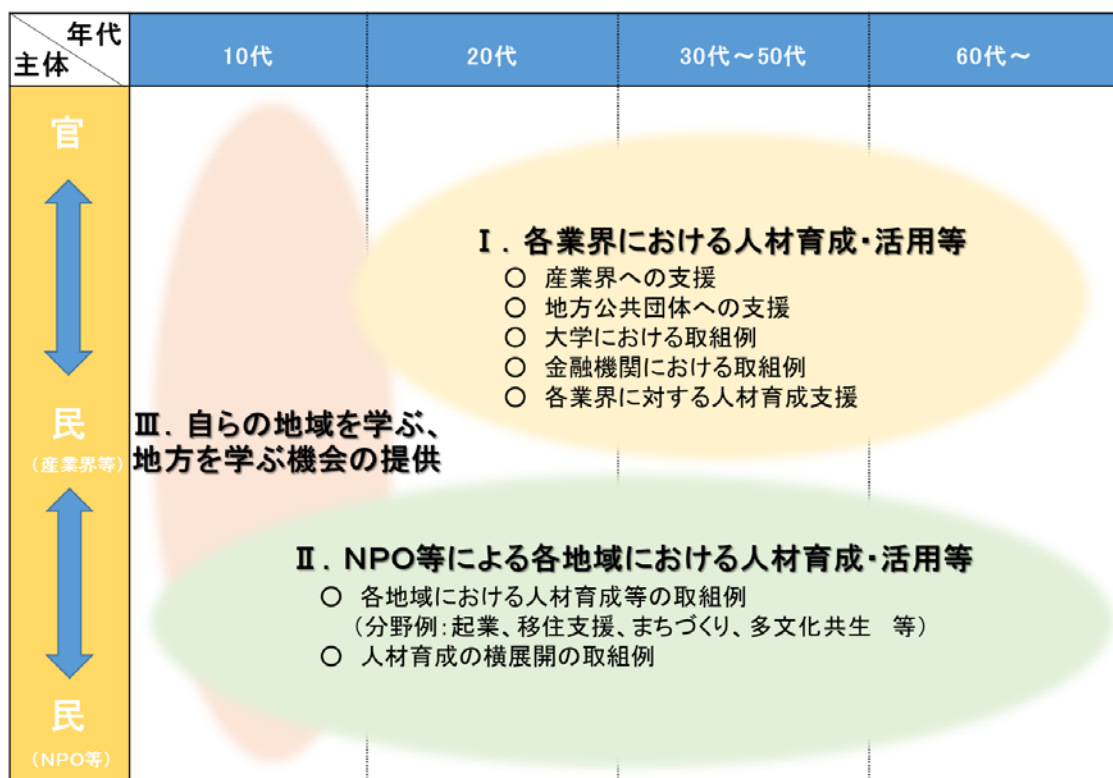 年代
主体
10代
20代
30代~50代
60代~
官
民
(産業界等)
民
(NPO等)
Ⅰ. 各業界における人材育成・活用等
○ 産業界への支援
○ 地方公共団体への支援
○ 大学における取組例
○ 金融機関における取組例
○ 各業界に対する人材育成支援
Ⅲ. 自らの地域を学ぶ、
地方を学ぶ機会の提供
Ⅱ. NPO等による各地域における人材育成・活用等
○ 各地域における人材育成等の取組例
(分野例:起業、移住支援、まちづくり、多文化共生 等)
○ 人材育成の横展開の取組例